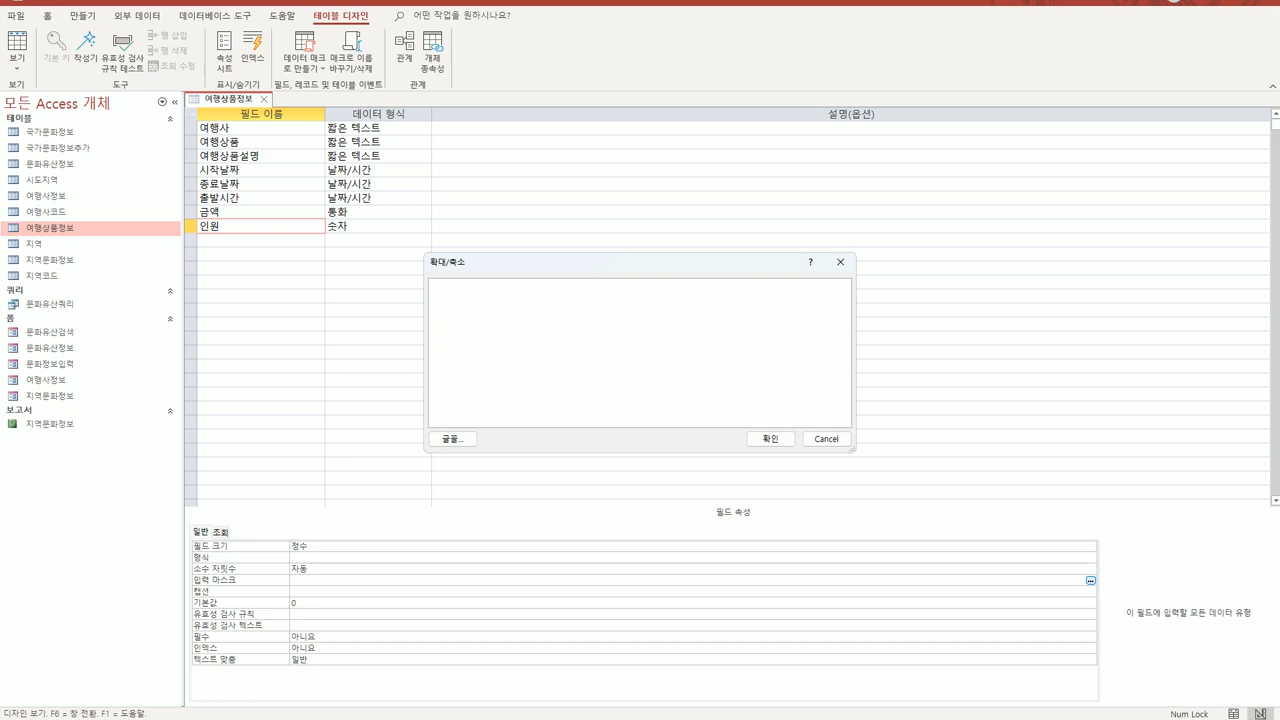 파일 홈 만들기 외부 데이터 데이터베이스 도구 도움말 테이블 디자인 어떤 작업을 원하시나요?
보기
기본 키
작성기
유효성 검사
규칙 테스트
행 삽입
행 삭제
조회 수정
속성
시트
인덱스
데이터 매크
로 만들기
매크로 이름
바꾸기/삭제
관계
개체
종속성
보기 도구 표시/숨기기 필드, 레코드 및 테이블 이벤트 관계
모든 Access 개체
테이블
국가문화정보
국가문화정보추가
문화유산정보
시도지역
여행사정보
여행사코드
여행상품정보
지역
지역문화정보
지역코드
쿼리
문화유산쿼리
폼
문화유산검색
문화유산정보
문화정보입력
여행사정보
지역문화정보
보고서
지역문화정보
여행상품정보
필드 이름 데이터 형식 설명(옵션)
여행사 짧은 텍스트
여행상품 짧은 텍스트
여행상품설명 짧은 텍스트
시작날짜 날짜/시간
종료날짜 날짜/시간
출발시간 날짜/시간
금액 통화
인원 숫자
확대/축소 ?
글꼴... 확인 Cancel
필드 속성
일반 조회
필드 크기 정수
형식
소수 자릿수 자동
입력 마스크
캡션
기본값 0
유효성 검사 규칙
유효성 검사 텍스트
필수 아니요
인덱스 아니요
텍스트 맞춤 일반
이 필드에 입력할 모든 데이터 유형
디자인 보기. F6 = 창 전환. F1 = 도움말. Num Lock